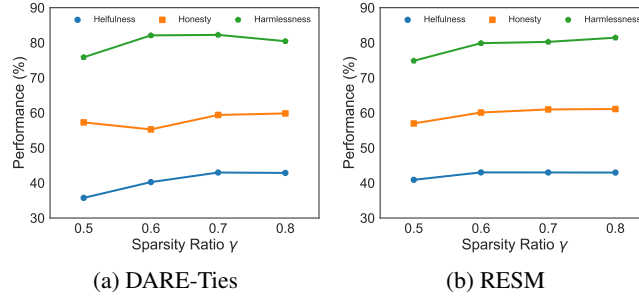 Helfulness Honesty Harmlessness
90
80
70
60
50
40
30
Performance (%)
0.5 0.6 0.7 0.8
Sparsity Ratio γ
(a) DARE-Ties
Helfulness Honesty Harmlessness
90
80
70
60
50
40
30
Performance (%)
0.5 0.6 0.7 0.8
Sparsity Ratio γ
(b) RESM